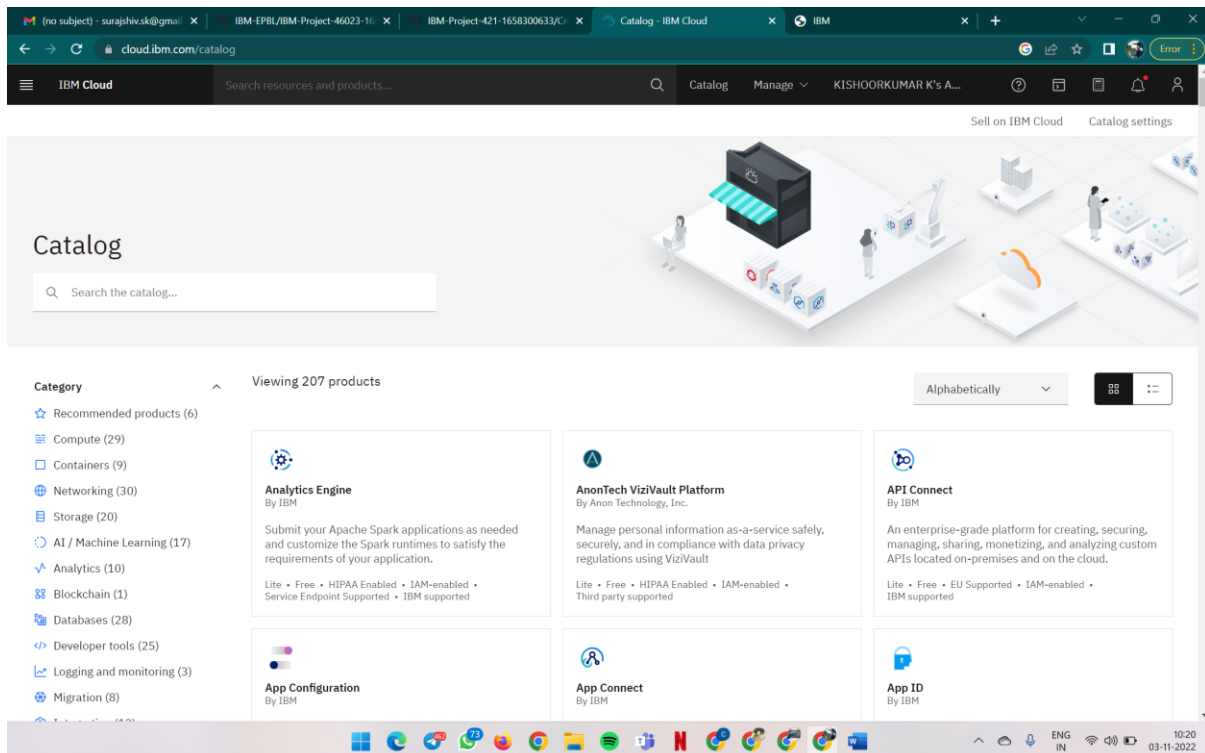 (no subject) - surajshiv.sk@gmail
IBM-EPBL/IBM-Project-46023-16
IBM-Project-421-1658300633/Cr
Catalog - IBM Cloud
IBM
cloud.ibm.com/catalog
Error
IBM Cloud
Search resources and products...
Catalog
Manage
KISHOORKUMAR K's A...
Sell on IBM Cloud
Catalog settings
Catalog
Search the catalog...
Category
Recommended products (6)
Compute (29)
Containers (9)
Networking (30)
Storage (20)
AI / Machine Learning (17)
Analytics (10)
Blockchain (1)
Databases (28)
Developer tools (25)
Logging and monitoring (3)
Migration (8)
Viewing 207 products
Alphabetically
Analytics Engine
By IBM
Submit your Apache Spark applications as needed
and customize the Spark runtimes to satisfy the
requirements of your application.
Lite • Free • HIPAA Enabled • IAM-enabled •
Service Endpoint Supported • IBM supported
AnonTech ViziVault Platform
By Anon Technology, Inc.
Manage personal information as-a-service safely,
securely, and in compliance with data privacy
regulations using ViziVault
Lite • Free • HIPAA Enabled • IAM-enabled •
Third party supported
API Connect
By IBM
An enterprise-grade platform for creating, securing,
managing, sharing, monetizing, and analyzing custom
APIs located on-premises and on the cloud.
Lite • Free • EU Supported • IAM-enabled •
IBM supported
App Configuration
By IBM
App Connect
By IBM
App ID
By IBM
73
ENG
IN
10:20
03-11-2022